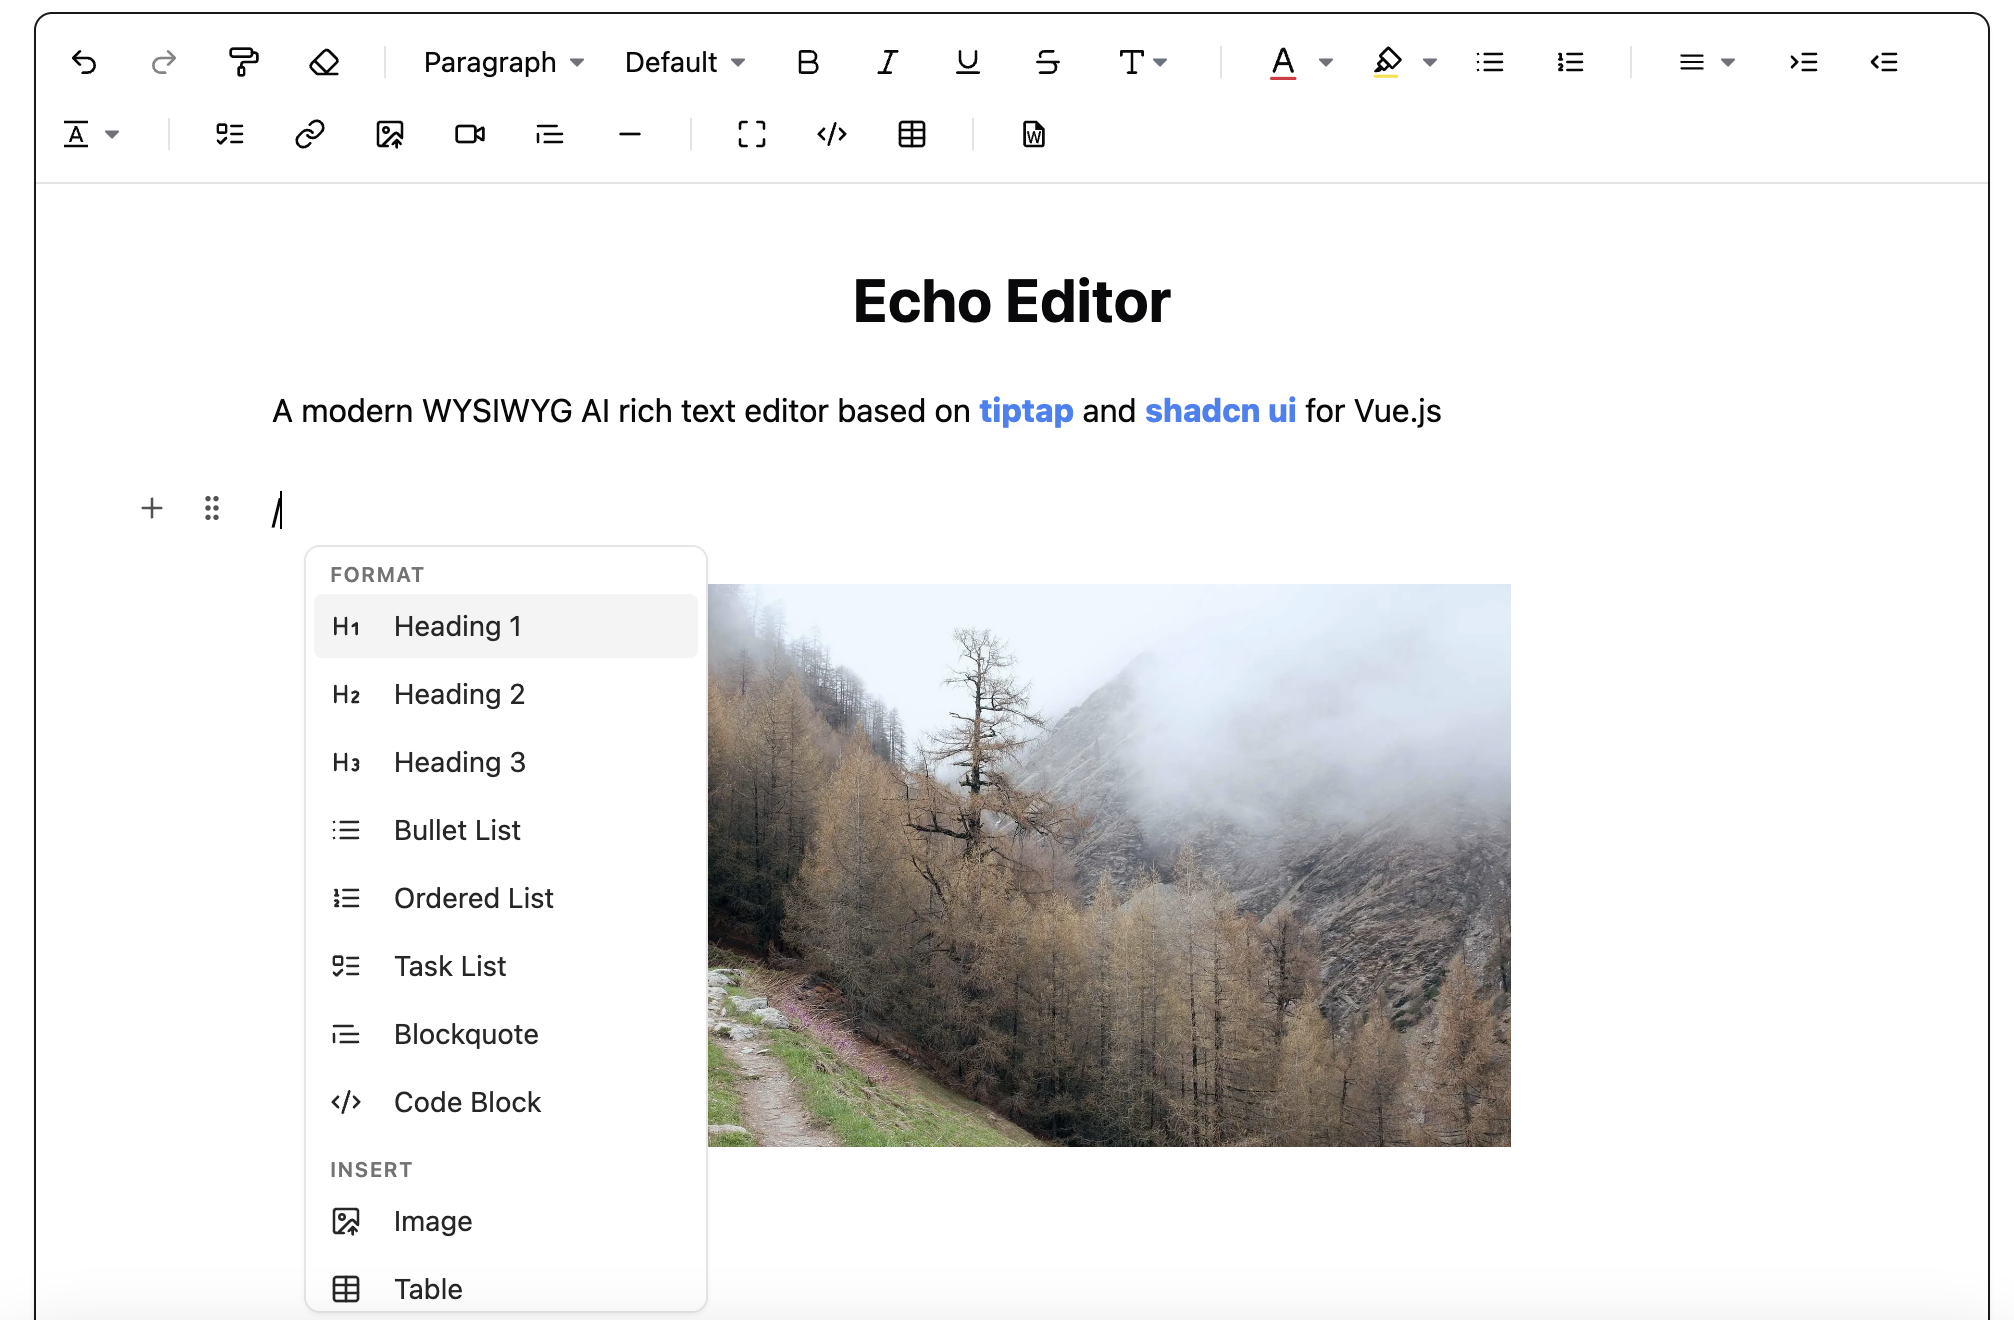 Paragraph Default B I U S T A
A W
Echo Editor
A modern WYSIWYG AI rich text editor based on tiptap and shadcn ui for Vue.js
/
FORMAT
H1 Heading 1
H2 Heading 2
H3 Heading 3
Bullet List
Ordered List
Task List
Blockquote
</> Code Block
INSERT
Image
Table